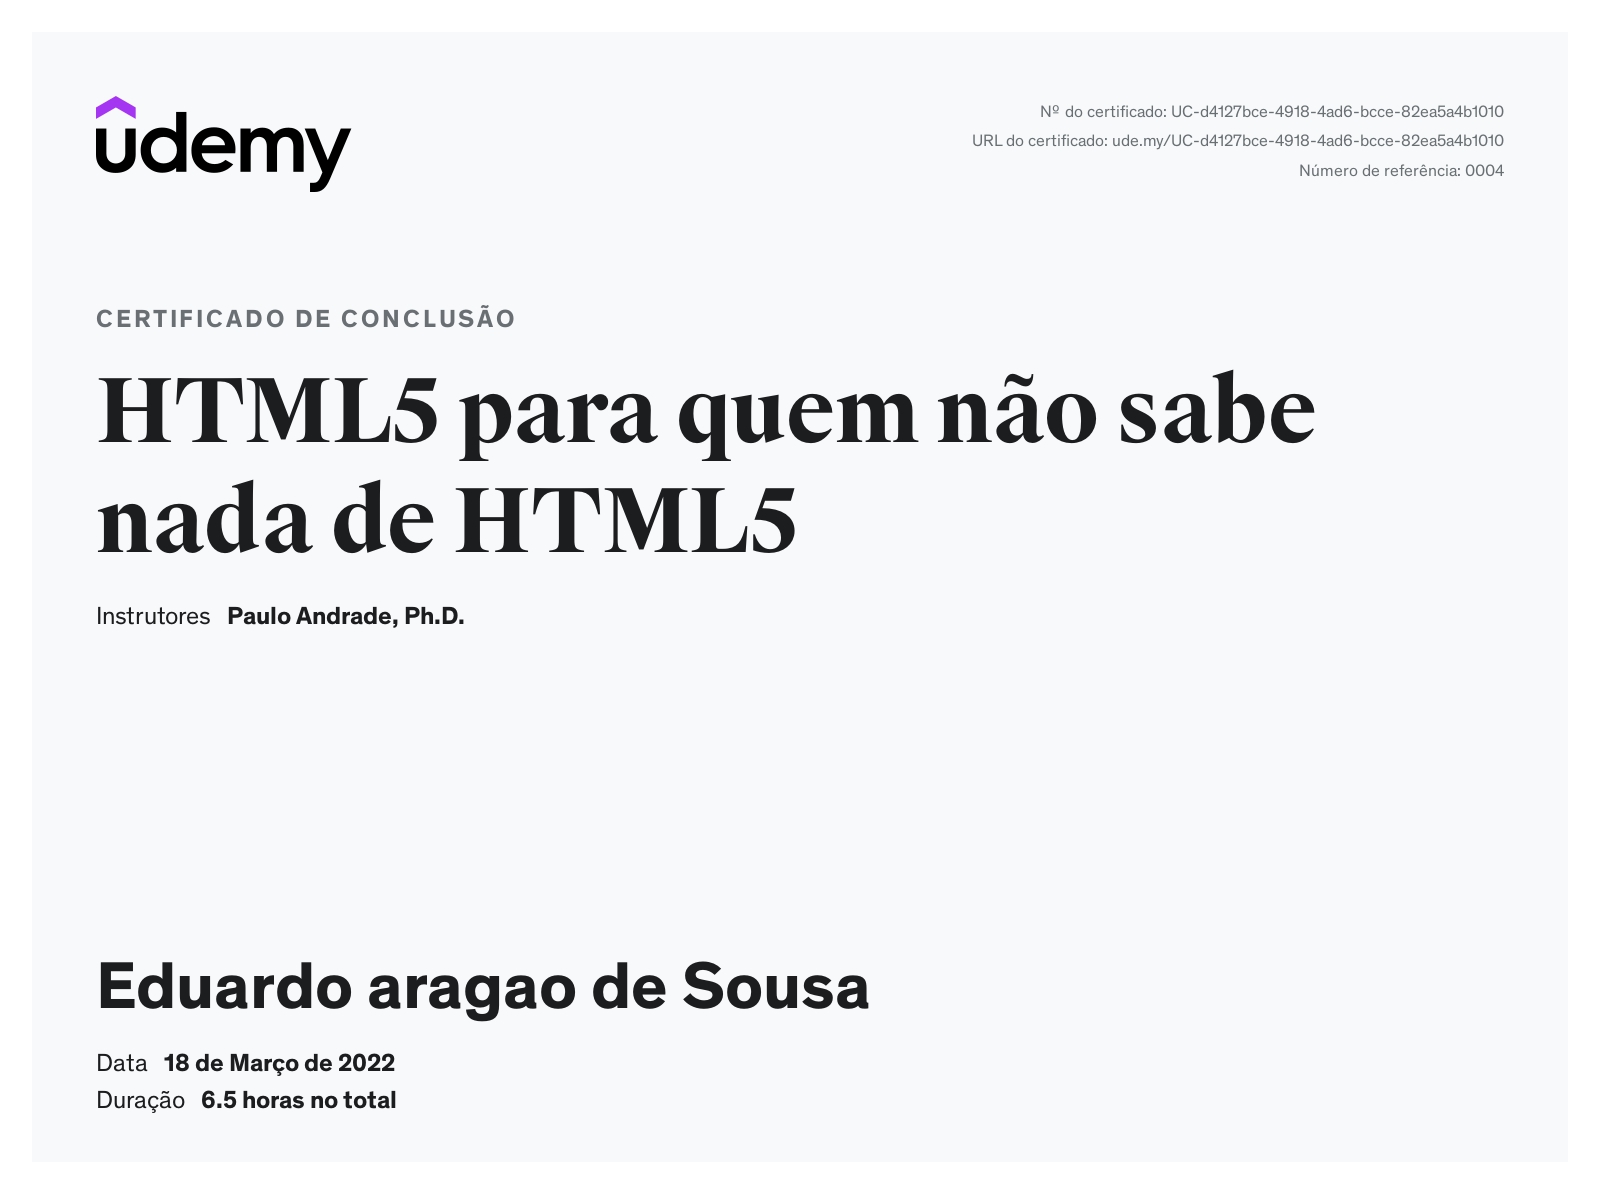 udemy
Nº do certificado: UC-d4127bce-4918-4ad6-bcce-82ea5a4b1010
URL do certificado: ude.my/UC-d4127bce-4918-4ad6-bcce-82ea5a4b1010
Número de referência: 0004
CERTIFICADO DE CONCLUSÃO
HTML5 para quem não sabe
nada de HTML5
Instrutores Paulo Andrade, Ph.D.
Eduardo aragao de Sousa
Data 18 de Março de 2022
Duração 6.5 horas no total